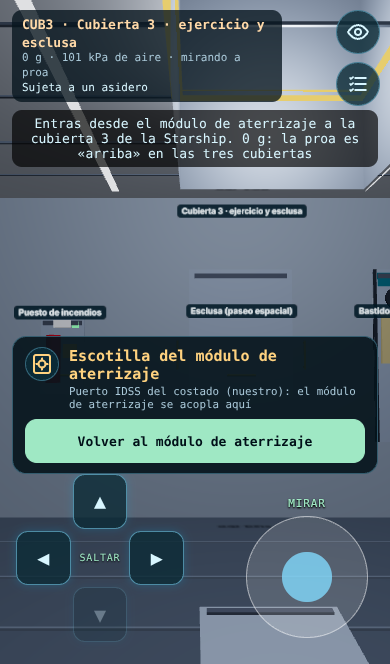 CUB3 · Cubierta 3 · ejercicio y
esclusa
0 g · 101 kPa de aire · mirando a
proa
Sujeta a un asidero
Entras desde el módulo de aterrizaje a la
cubierta 3 de la Starship. 0 g: la proa es
«arriba» en las tres cubiertas
Cubierta 3 · ejercicio y esclusa
Puesto de incendios
Esclusa (paseo espacial)
Escotilla del módulo de
aterrizaje
Puerto IDSS del costado (nuestro): el módulo
de aterrizaje se acopla aquí
Volver al módulo de aterrizaje
MIRAR
SALTAR